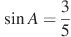 sin A = 3/5